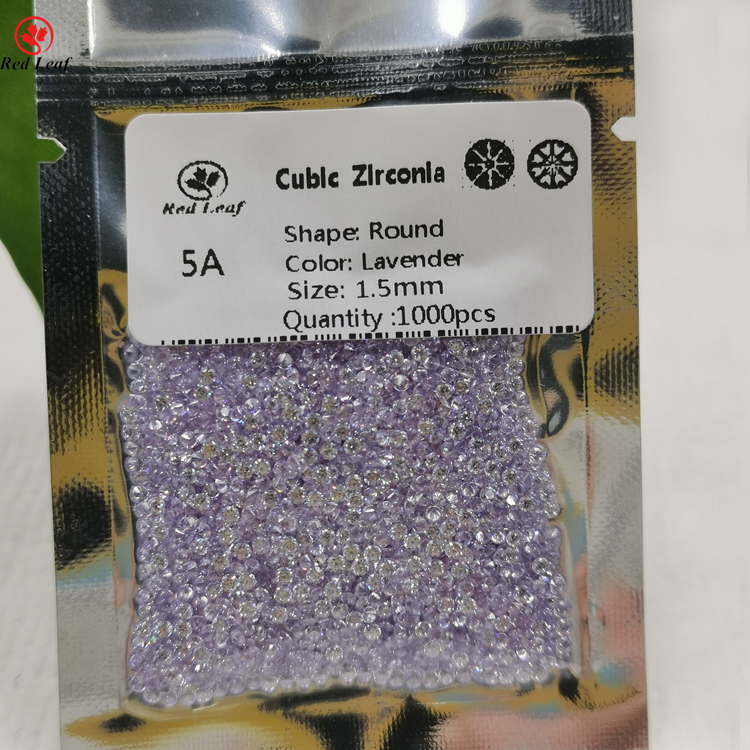 Red Leaf
Cubic Zirconia
Red Leaf
5A
Shape: Round
Color: Lavender
Size: 1.5mm
Quantity :1000pcs